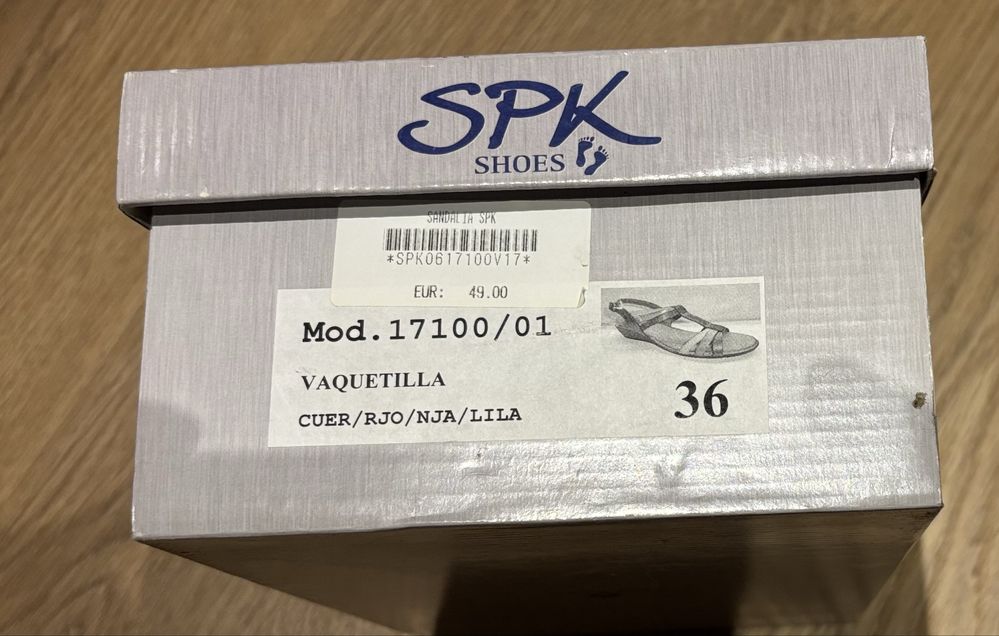 SPK
SHOES
SANDALIA SPK
*SPK0617100V17*
EUR: 49.00
Mod.17100/01
VAQUETILLA
CUER/RJO/NJA/LILA
36